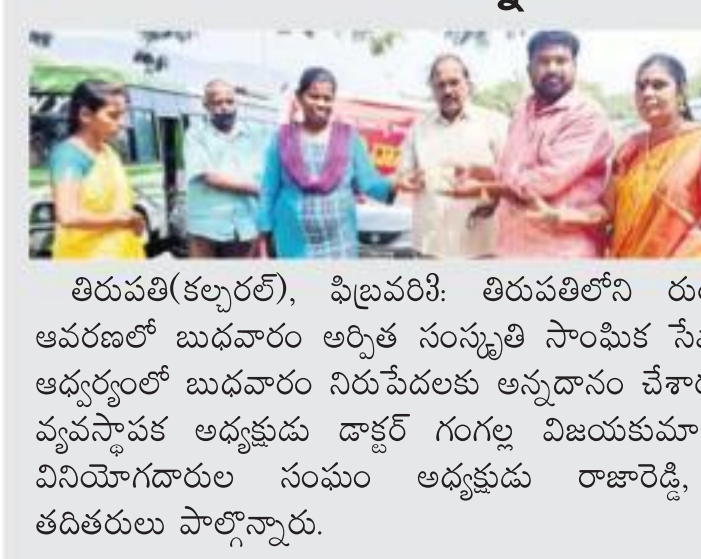 తిరుపతి(కల్చరల్), ఫిబ్రవరి3: తిరుపతిలోని
ఆవరణలో బుధవారం అర్పిత సంస్కృతి సాంఘిక
ఆధ్వర్యంలో బుధవారం నిరుపేదలకు అన్నదానం
వ్యవస్థాపక అధ్యక్షుడు డాక్టర్ గంగల్ల
వినియోగదారుల సంఘం అధ్యక్షుడు రాజారెడ్డి,
తదితరులు పాల్గొన్నారు.